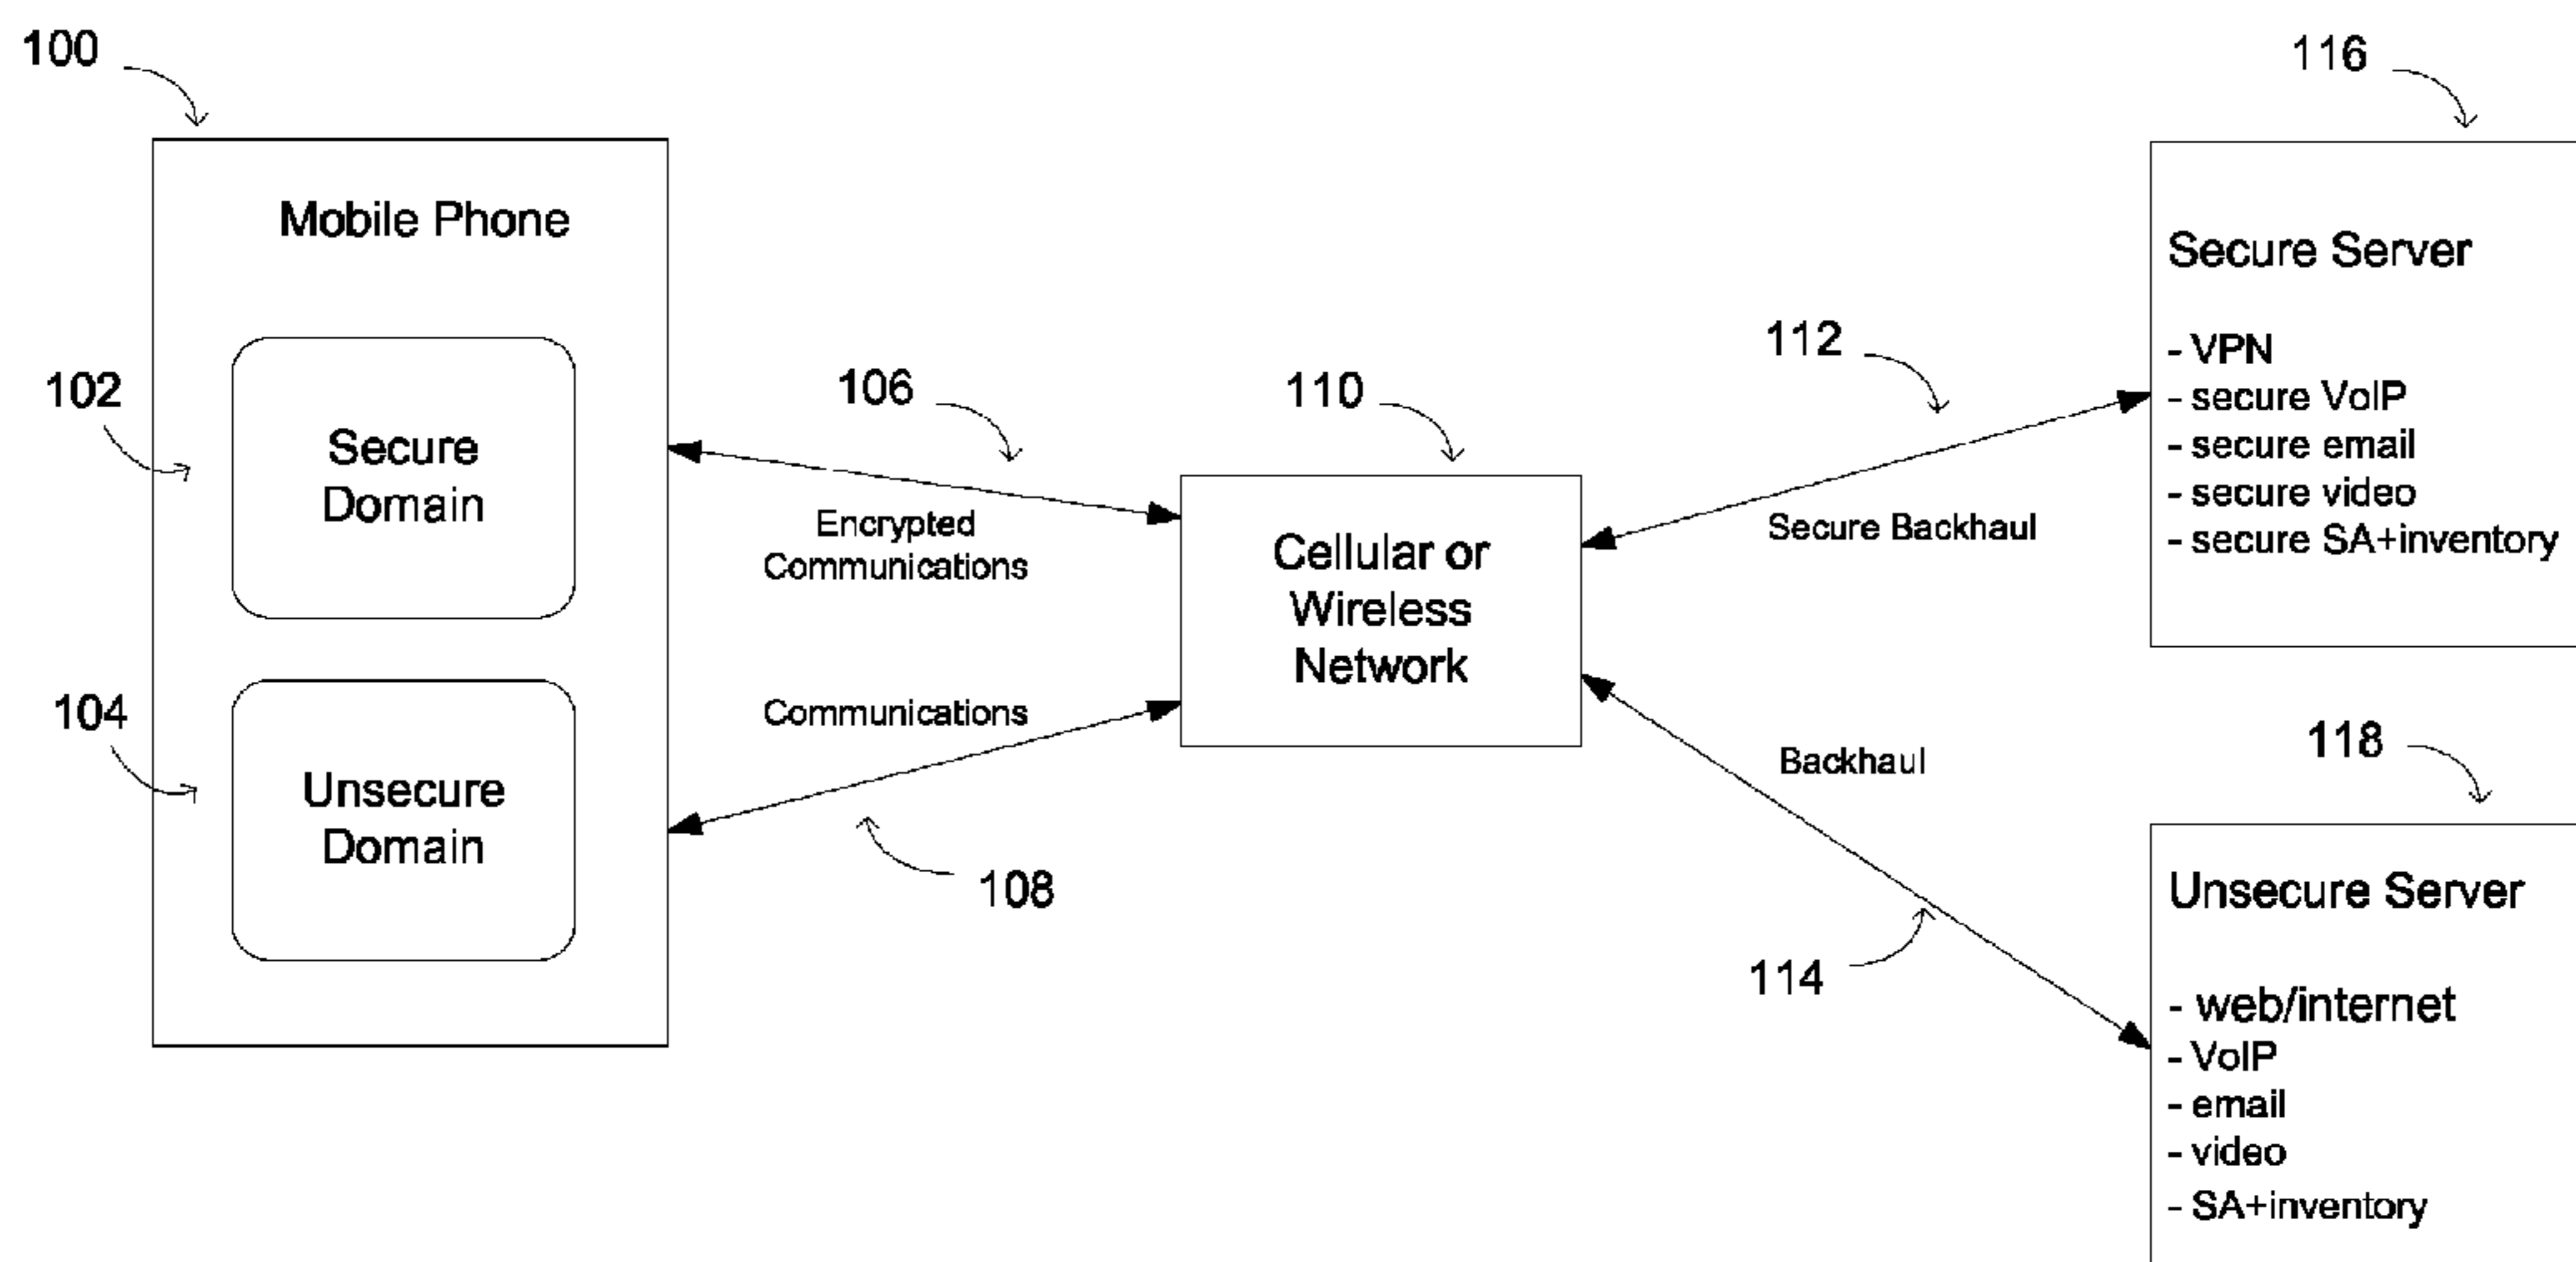 100
116
Mobile Phone
Secure Server
- VPN
- secure VoIP
- secure email
- secure video
- secure SA+inventory
112
102
106
110
Secure
Domain
Encrypted
Communications
Secure Backhaul
Cellular or
Wireless
Network
104
Communications
Backhaul
118
Unsecure
Domain
108
114
Unsecure Server
- web/internet
- VoIP
- email
- video
- SA+inventory